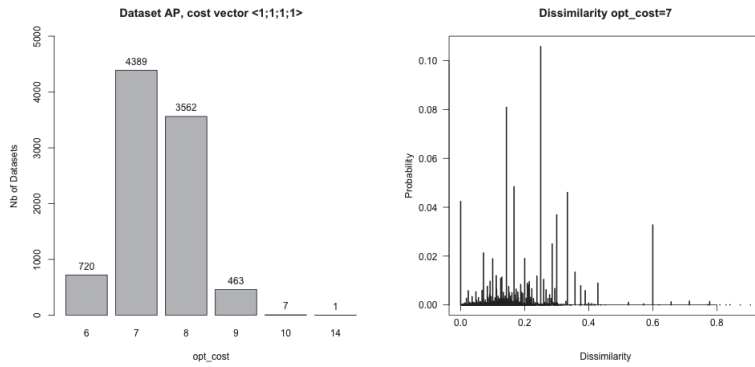 Dataset AP, cost vector <1;1;1;1>
5000
4000
3000
2000
1000
0
Nb of Datasets
720
4389
3562
463
7
1
6 7 8 9 10 14
opt_cost
Dissimilarity opt_cost=7
0.10
0.08
0.06
0.04
0.02
0.00
Probability
0.0 0.2 0.4 0.6 0.8
Dissimilarity